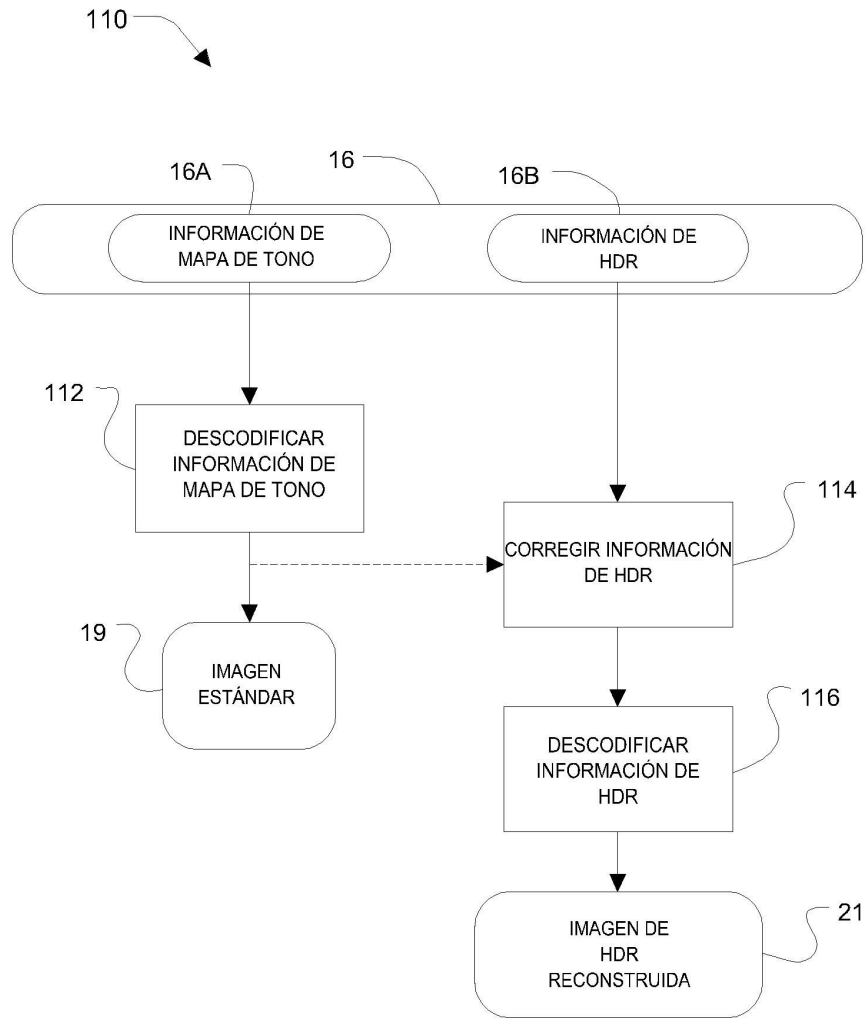 110
16A
16
16B
INFORMACIÓN DE
MAPA DE TONO
INFORMACIÓN DE
HDR
112
DESCODIFICAR
INFORMACIÓN DE
MAPA DE TONO
114
CORREGIR INFORMACIÓN
DE HDR
19
IMAGEN
ESTÁNDAR
116
DESCODIFICAR
INFORMACIÓN DE
HDR
21
IMAGEN DE
HDR
RECONSTRUIDA